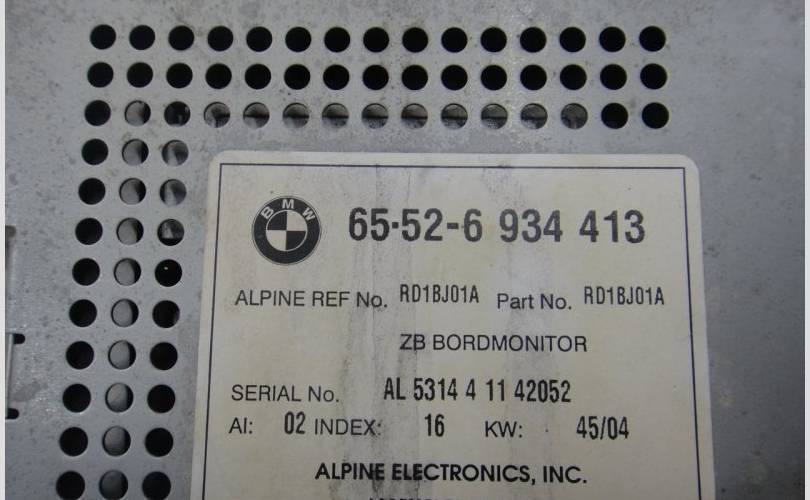 BMW
65-52-6 934 413
ALPINE REF No. RD1BJ01A Part No. RD1BJ01A
ZB BORDMONITOR
SERIAL No. AL 5314 4 11 42052
AI: 02 INDEX: 16 KW: 45/04
ALPINE ELECTRONICS, INC.